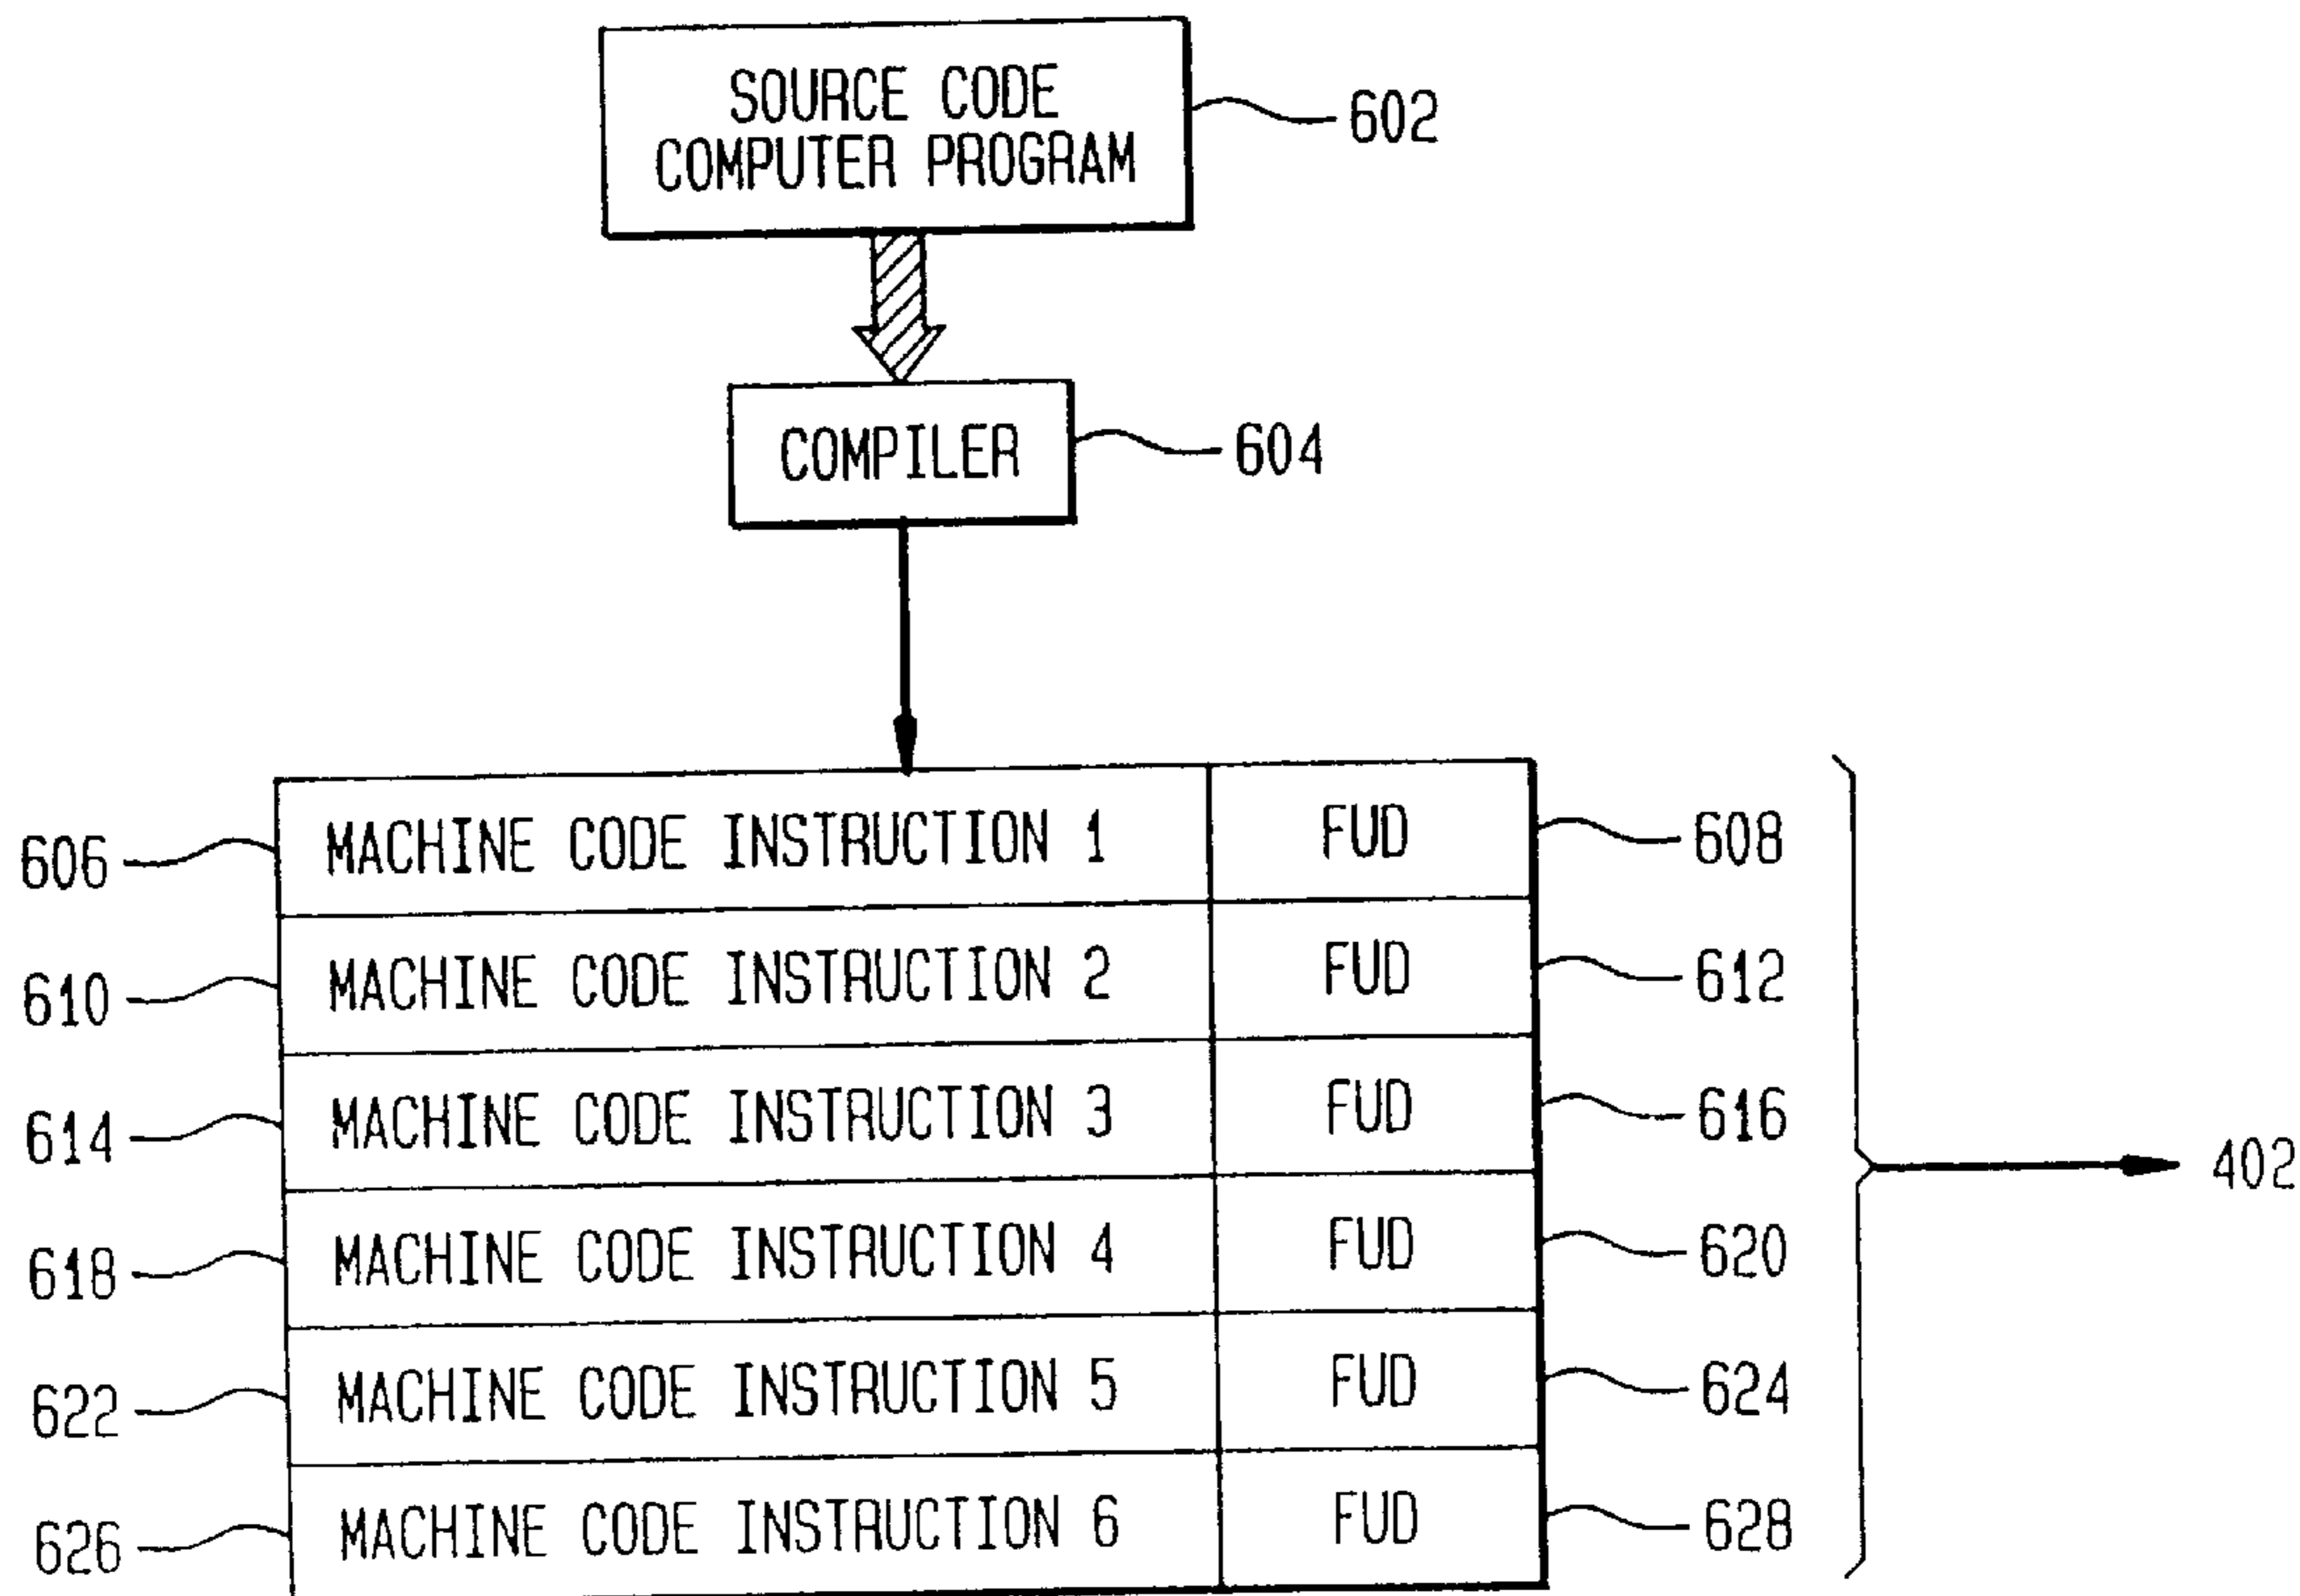 SOURCE CODE
COMPUTER PROGRAM
602
COMPILER
604
606 MACHINE CODE INSTRUCTION 1 FUD 608
610 MACHINE CODE INSTRUCTION 2 FUD 612
614 MACHINE CODE INSTRUCTION 3 FUD 616
402
618 MACHINE CODE INSTRUCTION 4 FUD 620
622 MACHINE CODE INSTRUCTION 5 FUD 624
626 MACHINE CODE INSTRUCTION 6 FUD 628